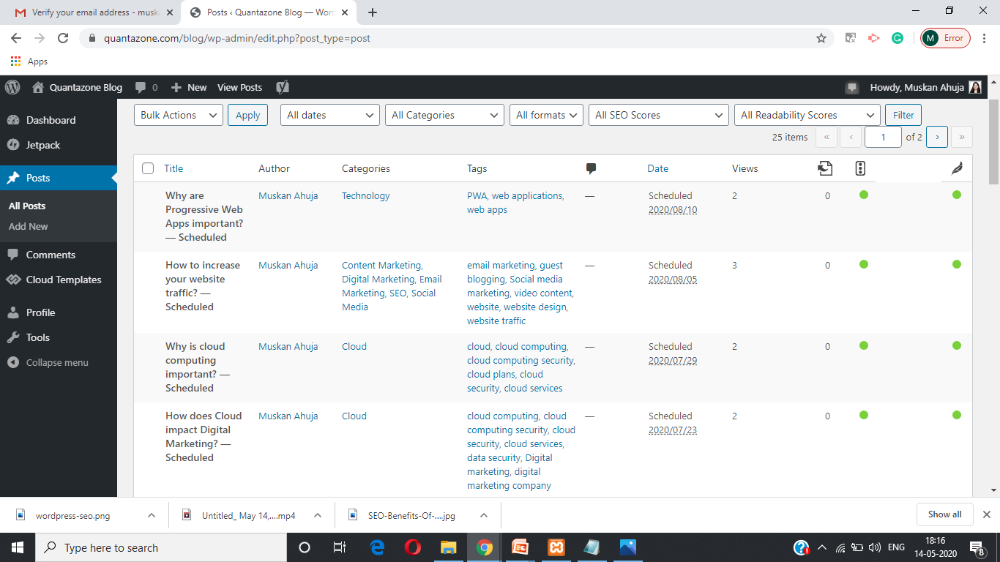 Verify your email address - muska
Posts ‹ Quantazone Blog — Word
quantazone.com/blog/wp-admin/edit.php?post_type=post
M Error
Apps
Quantazone Blog 0 New View Posts
Howdy, Muskan Ahuja
Dashboard
Jetpack
Posts
All Posts
Add New
Comments
Cloud Templates
Profile
Tools
Collapse menu
Bulk Actions Apply All dates All Categories All formats All SEO Scores All Readability Scores Filter
25 items « ‹ 1 of 2 › »
Title Author Categories Tags Date Views
Why are
Progressive Web
Apps important?
— Scheduled
Muskan Ahuja
Technology
PWA, web applications,
web apps
—
Scheduled
2020/08/10
2
0
How to increase
your website
traffic? —
Scheduled
Muskan Ahuja
Content Marketing,
Digital Marketing, Email
Marketing, SEO, Social
Media
email marketing, guest
blogging, Social media
marketing, video content,
website, website design,
website traffic
—
Scheduled
2020/08/05
3
0
Why is cloud
computing
important? —
Scheduled
Muskan Ahuja
Cloud
cloud, cloud computing,
cloud computing security,
cloud plans, cloud
security, cloud services
—
Scheduled
2020/07/29
2
0
How does Cloud
impact Digital
Marketing? —
Scheduled
Muskan Ahuja
Cloud
cloud computing, cloud
computing security, cloud
security, cloud services,
data security, Digital
marketing, digital
marketing company
—
Scheduled
2020/07/23
2
0
wordpress-seo.png
Untitled_ May 14,....mp4
SEO-Benefits-Of-....jpg
Show all
Type here to search
ENG
18:16
14-05-2020
8